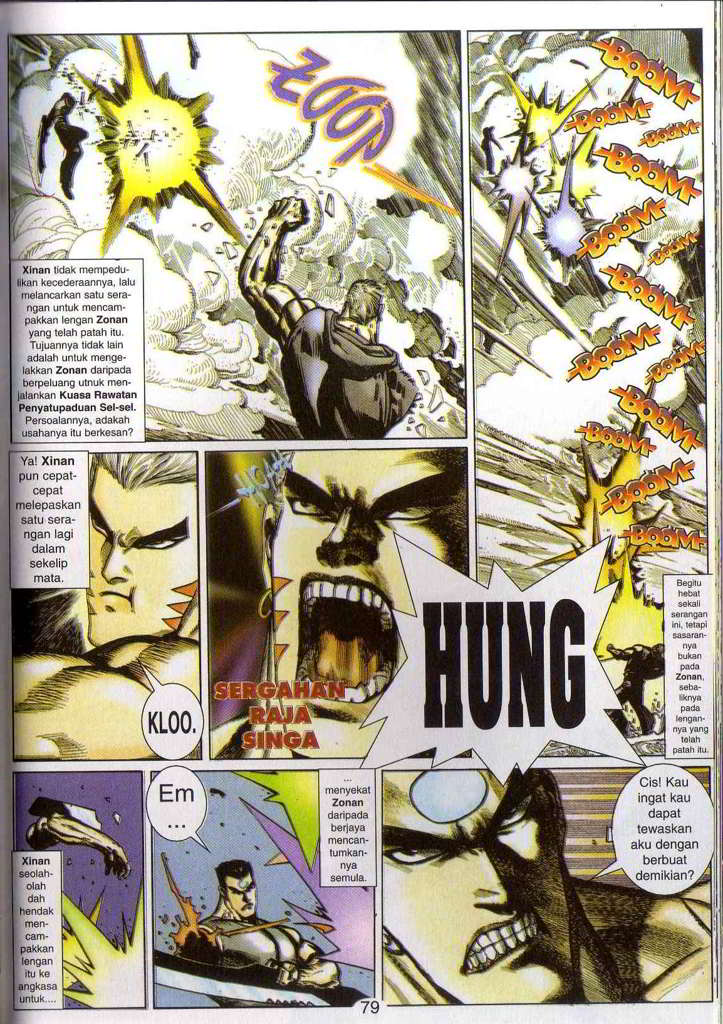 ZOOP
Xinan tidak mempedu-
likan kecederaannya, lalu
melancarkan satu sera-
ngan untuk mencam-
pakkan lengan Zonan
yang telah patah itu.
Tujuannya tidak lain
adalah untuk menge-
lakkan Zonan daripada
berpeluang utnuk men-
jalankan Kuasa Rawatan
Penyatupaduan Sel-sel.
Persoalannya, adakah
usahanya itu berkesan?
BOOM
BOOM
BOOM
BOOM
BOOM
BOOM
BOOM
BOOM
BOOM
BOOM
BOOM
BOOM
BOOM
BOOM
Begitu
hebat
sekali
serangan
ini, tetapi
sasaran-
nya
bukan
pada
Zonan,
seba-
liknya
pada
lengan-
nya yang
telah
patah itu.
Ya! Xinan
pun cepat-
cepat
melepaskan
satu sera-
ngan lagi
dalam
sekelip
mata.
KLOO.
SERGAHAN
RAJA
SINGA
HUNG
Xinan
seolah-
olah
dah
hendak
men-
cam-
pakkan
lengan
itu ke
angkasa
untuk....
Em
...
...
menyekat
Zonan
daripada
berjaya
mencan-
tumkan-
nya
semula.
Cis! Kau
ingat kau
dapat
tewaskan
aku dengan
berbuat
demikian?
79